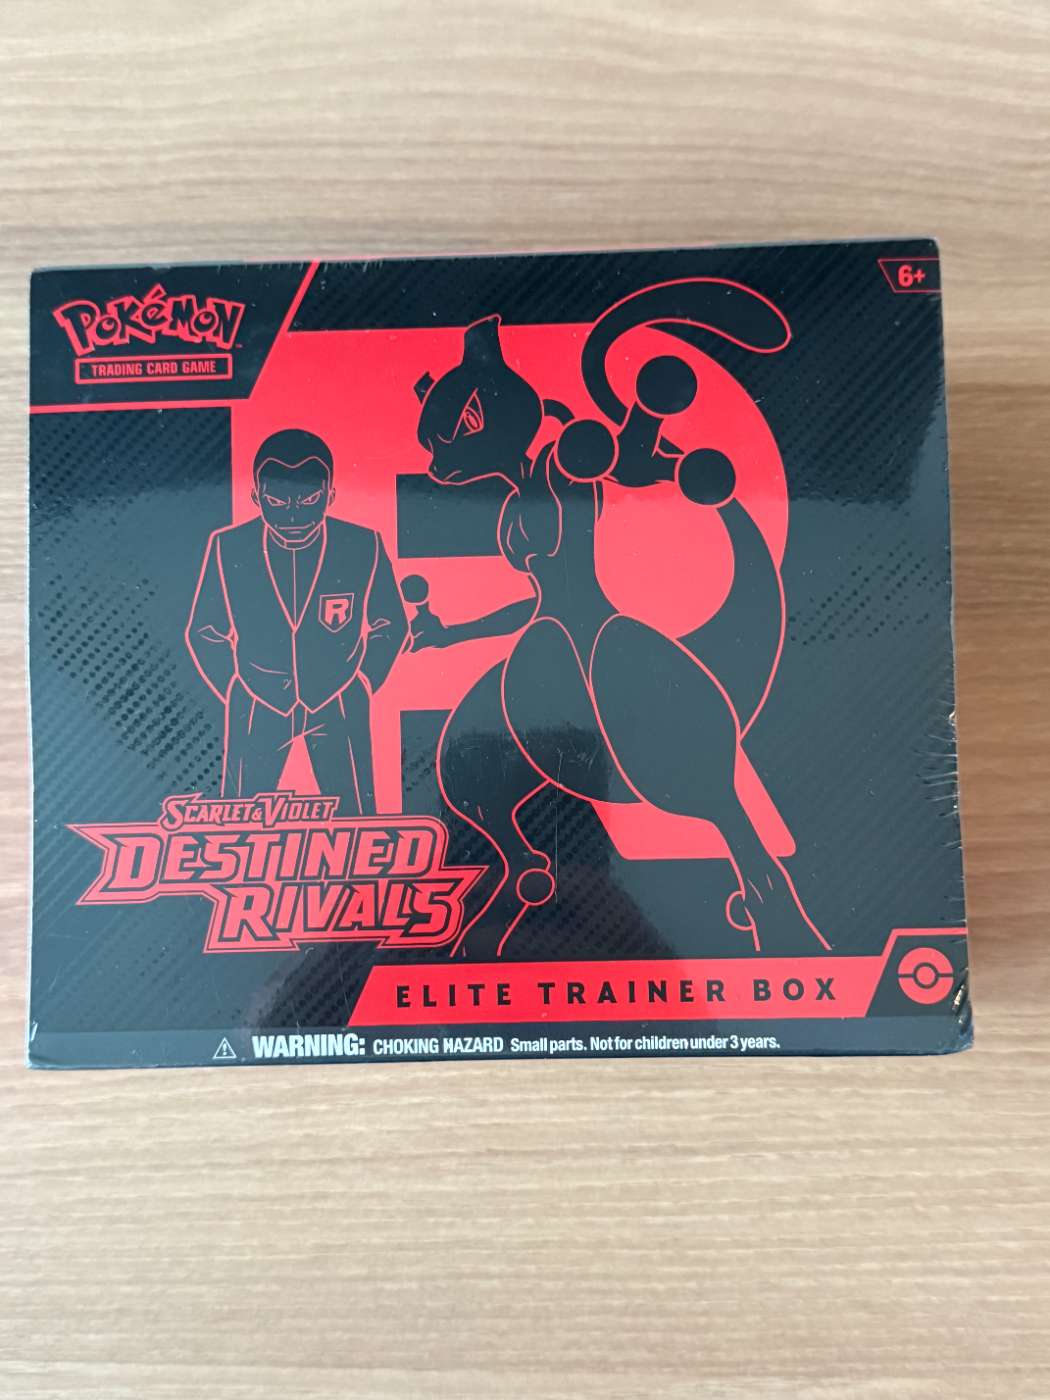 POKéMON
TRADING CARD GAME
6+
R
SCARLET & VIOLET
DESTINED
RIVALS
ELITE TRAINER BOX
WARNING: CHOKING HAZARD Small parts. Not for children under 3 years.